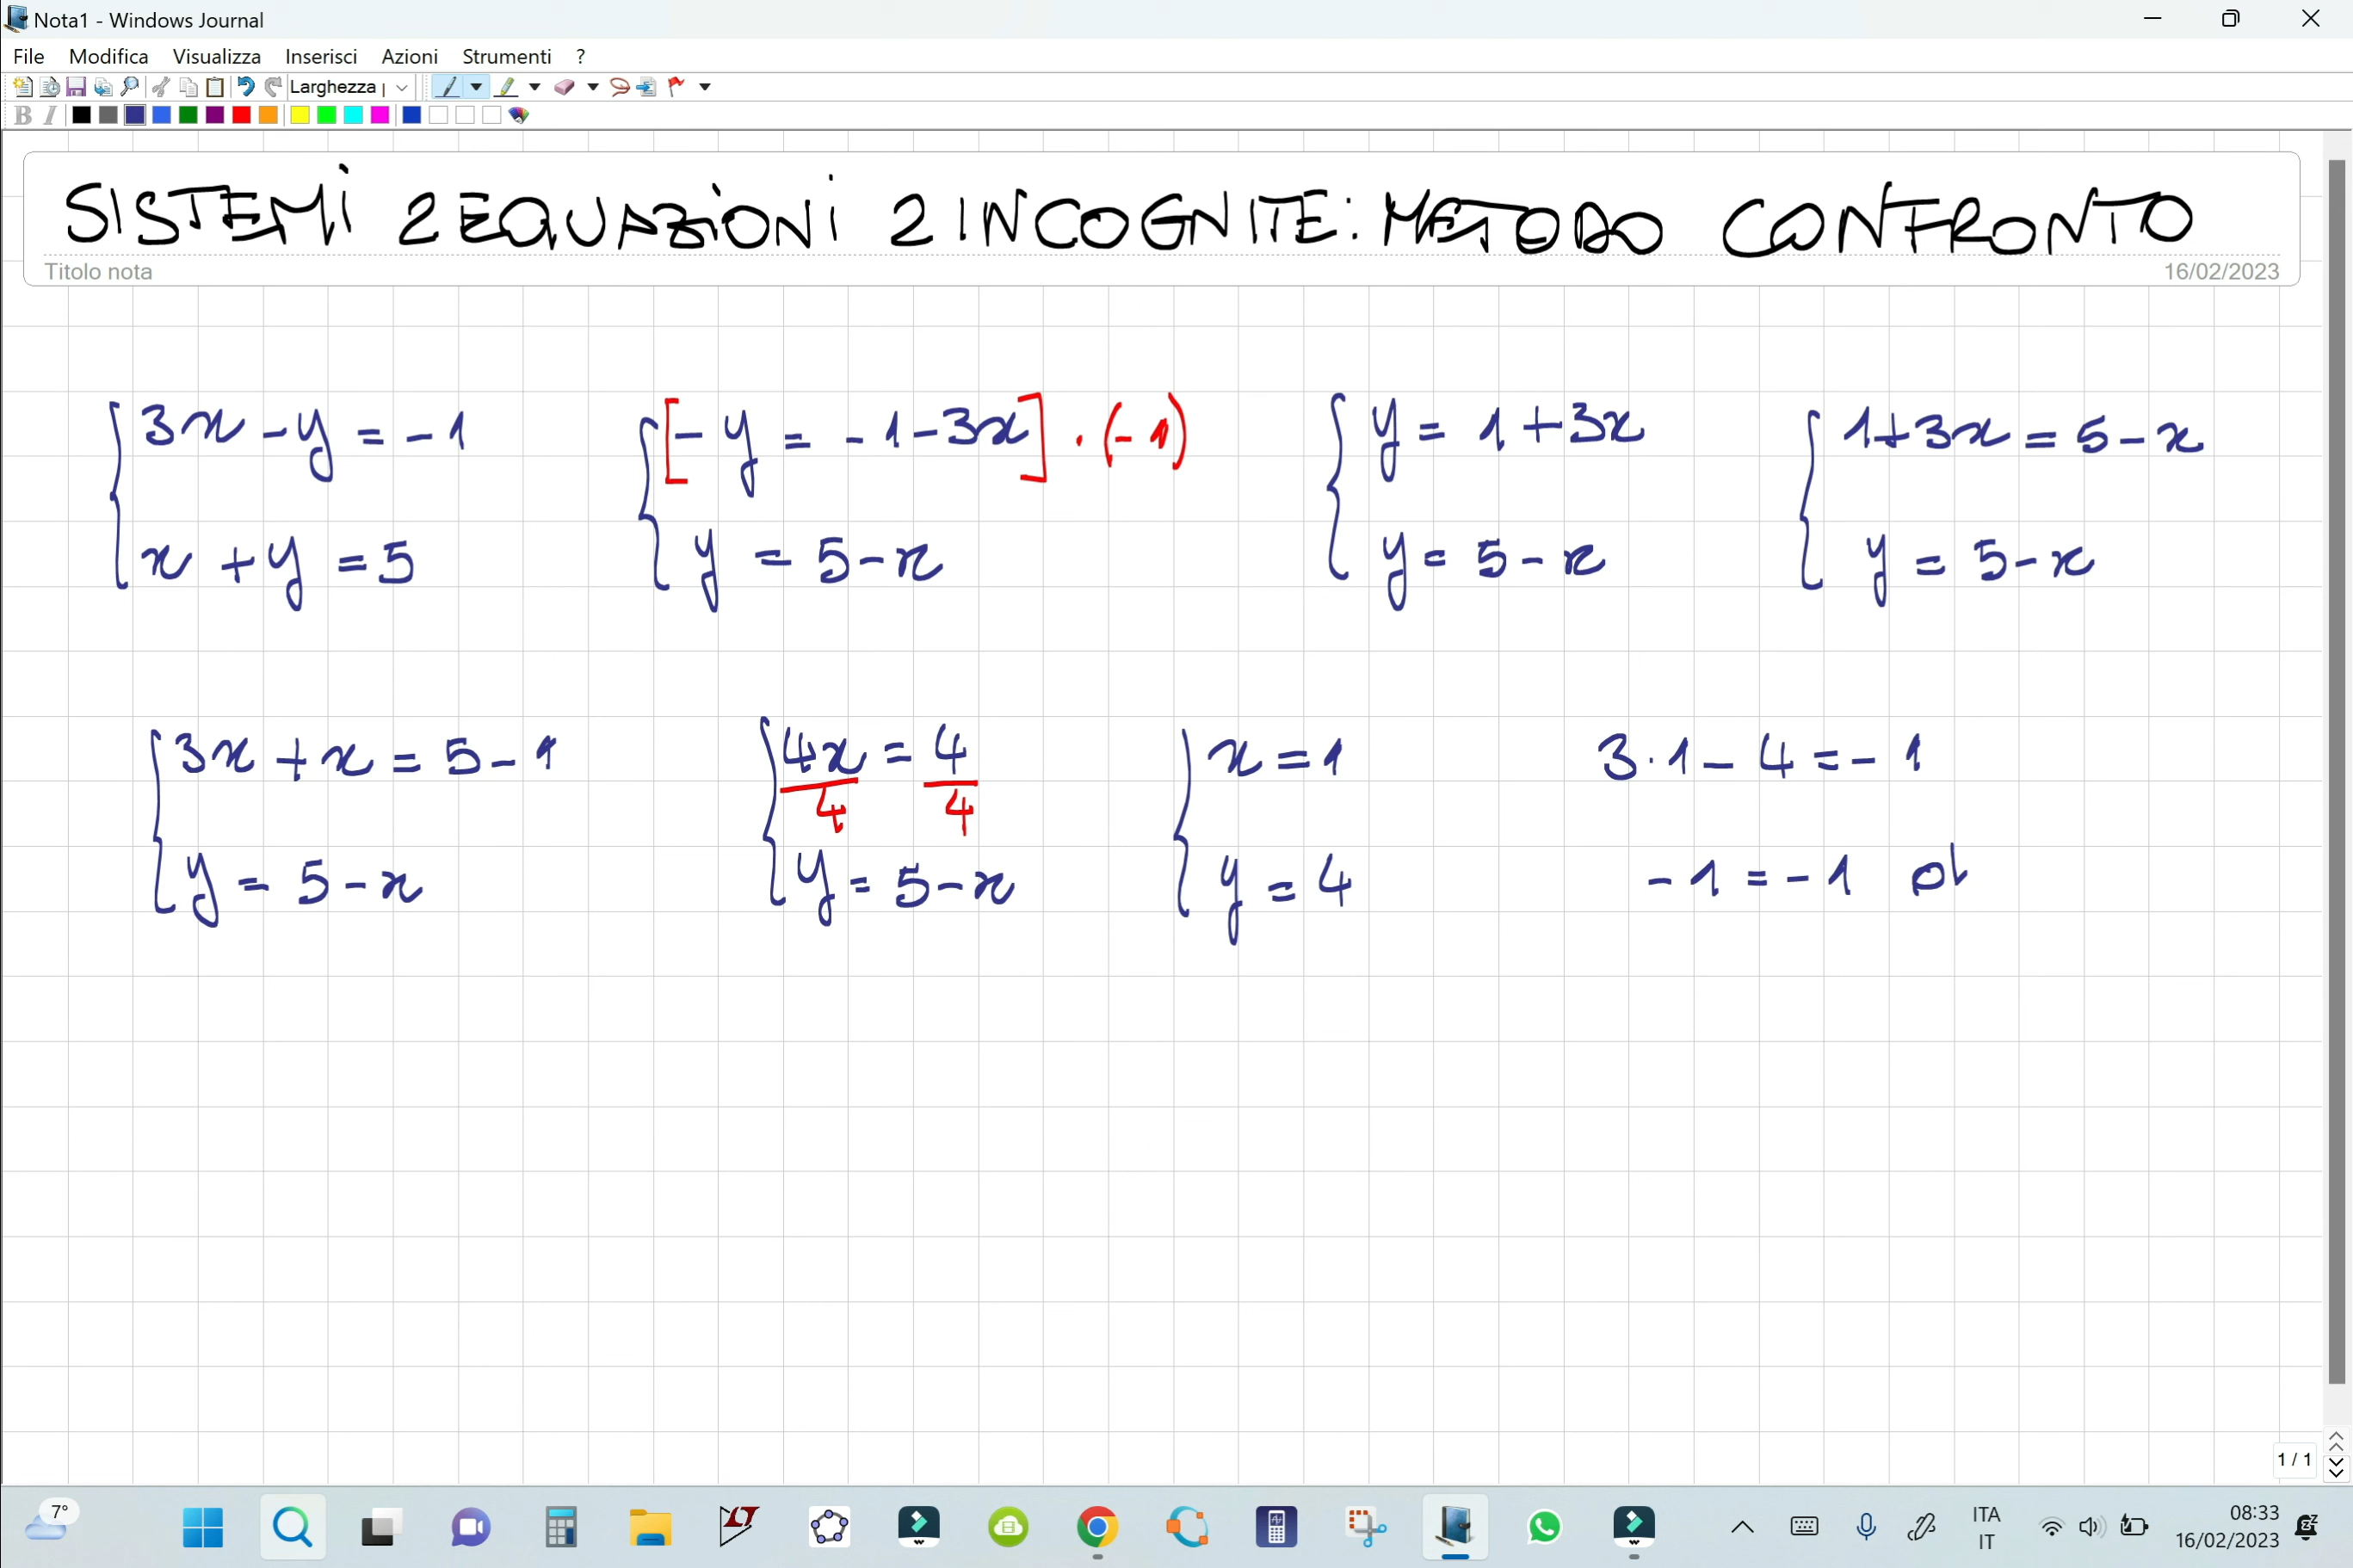 Nota1 - Windows Journal
File Modifica Visualizza Inserisci Azioni Strumenti ?
Larghezza
B I
SISTEMI 2 EQUAZIONI 2 INCOGNITE: METODO CONFRONTO
Titolo nota 16/02/2023
{ 3x - y = -1 { [- y = -1 - 3x] · (-1) { y = 1 + 3x { 1 + 3x = 5 - x
x + y = 5 y = 5 - x y = 5 - x y = 5 - x
{ 3x + x = 5 - 1 { 4x/4 = 4/4 { x = 1 3 · 1 - 4 = - 1
y = 5 - x y = 5 - x y = 4 - 1 = - 1 ok
1 / 1
7° ITA 08:33
IT 16/02/2023